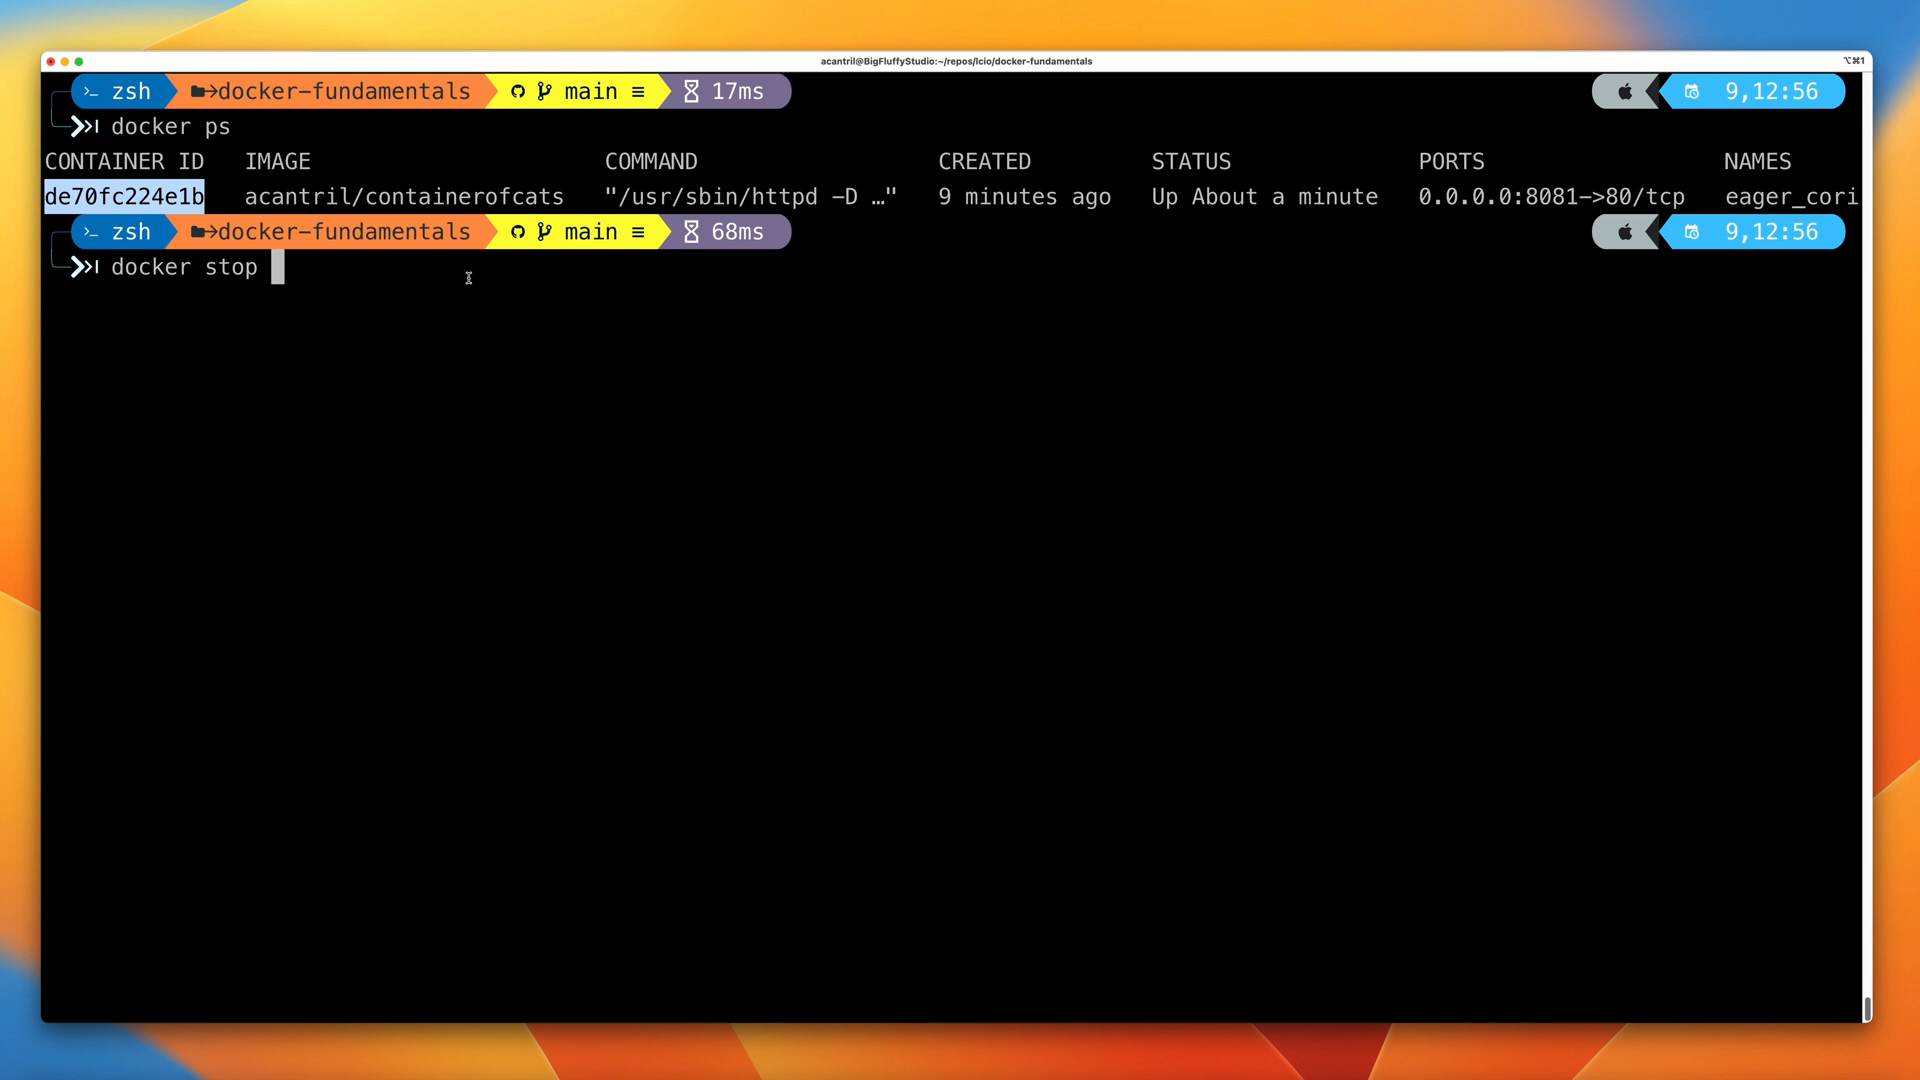 acantril@BigFluffyStudio:~/repos/lcio/docker-fundamentals ⌥⌘1
zsh docker-fundamentals main ≡ 17ms 9,12:56
docker ps
CONTAINER ID IMAGE COMMAND CREATED STATUS PORTS NAMES
de70fc224e1b acantril/containerofcats "/usr/sbin/httpd -D …" 9 minutes ago Up About a minute 0.0.0.0:8081->80/tcp eager_cori
zsh docker-fundamentals main ≡ 68ms 9,12:56
docker stop